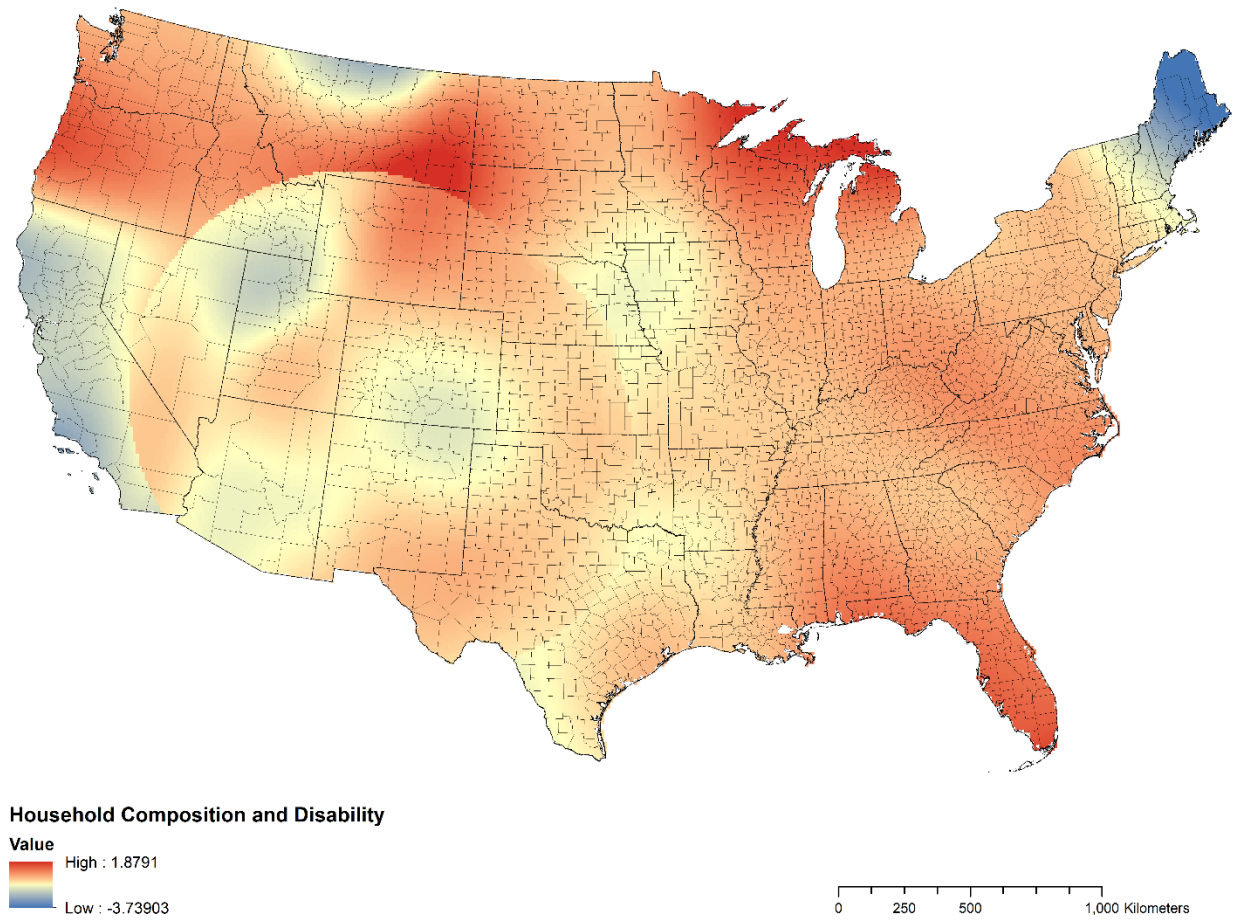 Household Composition and Disability
Value
High : 1.8791
Low : -3.73903
0 250 500 1,000 Kilometers